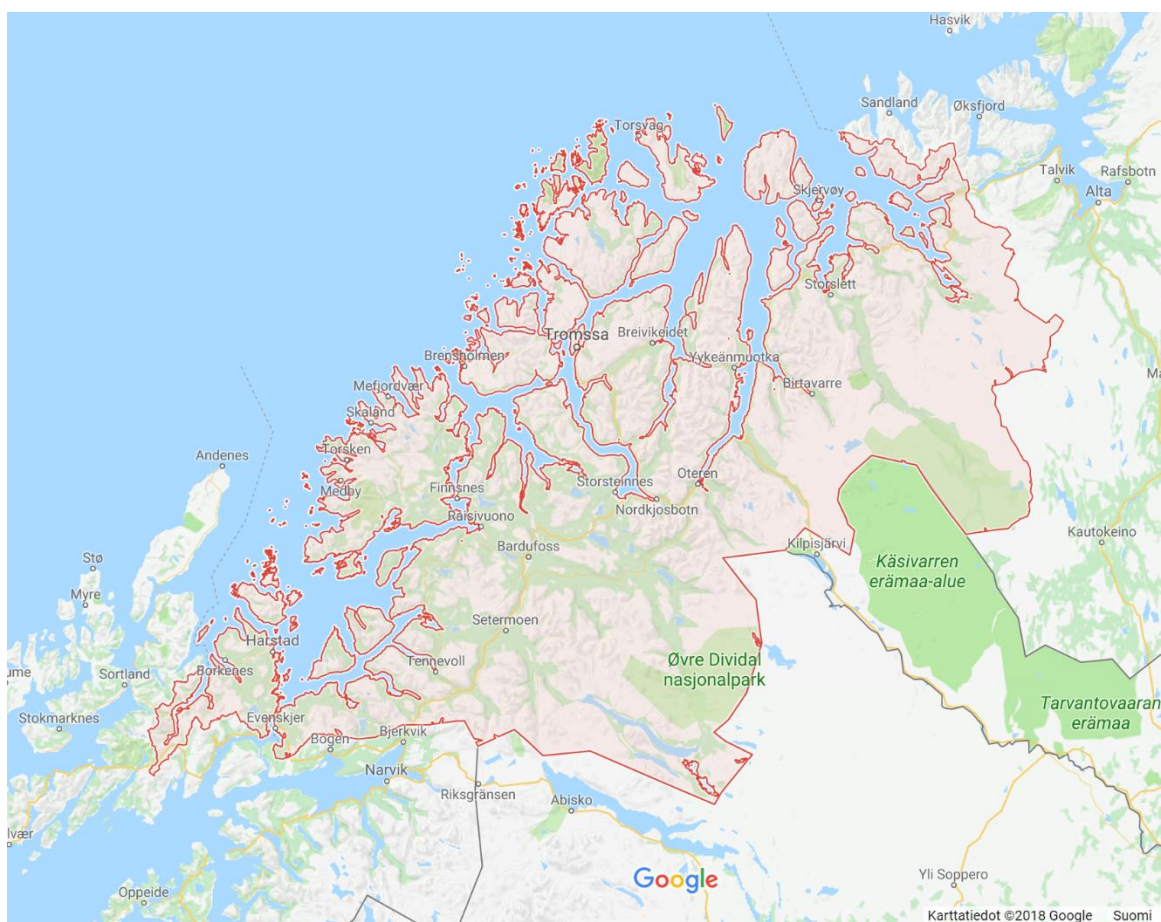 Hasvik
Sandland
Øksfjord
Torsvåg
Talvik
Rafsbotn
Alta
Skjervøy
Storslett
Tromssa
Breivikeidet
Brensholmen
Yykeänmuotka
Birtavarre
Mefjordvær
Skaland
Torsken
Medby
Andenes
Finnsnes
Storsteinnes
Oteren
Nordkjosbotn
Raisivuono
Bardufoss
Kilpisjärvi
Kautokeino
Käsivarren
erämaa-alue
Stø
Myre
Setermoen
Harstad
Borkenes
Tennevoll
Øvre Dividal
nasjonalpark
Sortland
Stokmarknes
Tarvantovaaran
erämaa
Evenskjer
Bogen
Bjerkvik
Narvik
Riksgränsen
Abisko
Google
Yli Soppero
Oppeide
Karttatiedot ©2018 Google Suomi